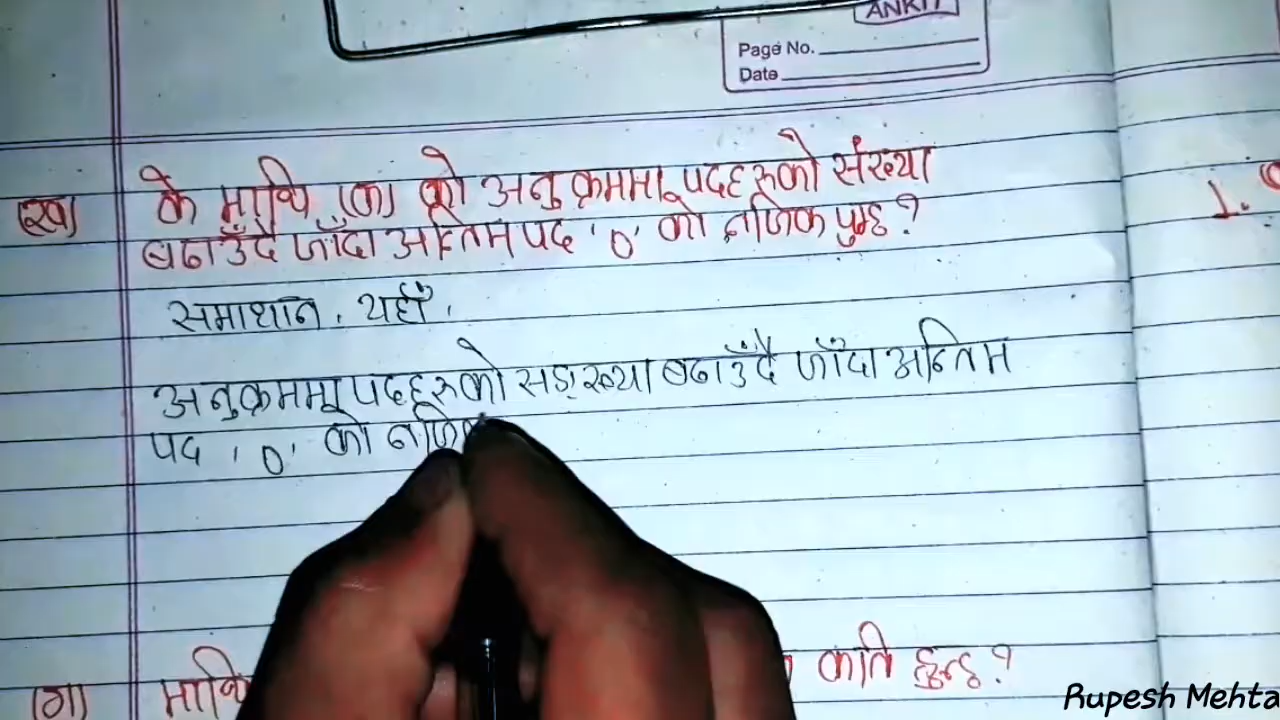 ANKIT
Page No.
Date
(ख) के माथि (क) को अनुक्रममा पदहरुको संख्या
बढाउँदै जाँदा अन्तिम पद '0' को नजिक पुग्छ ?
समाधान, यहाँ,
अनुक्रममा पदहरुको सङ्ख्या बढाउँदै जाँदा अन्तिम
पद '0' को नजि
(ग) माथि कति हुन्छ ?
1.
Rupesh Mehta